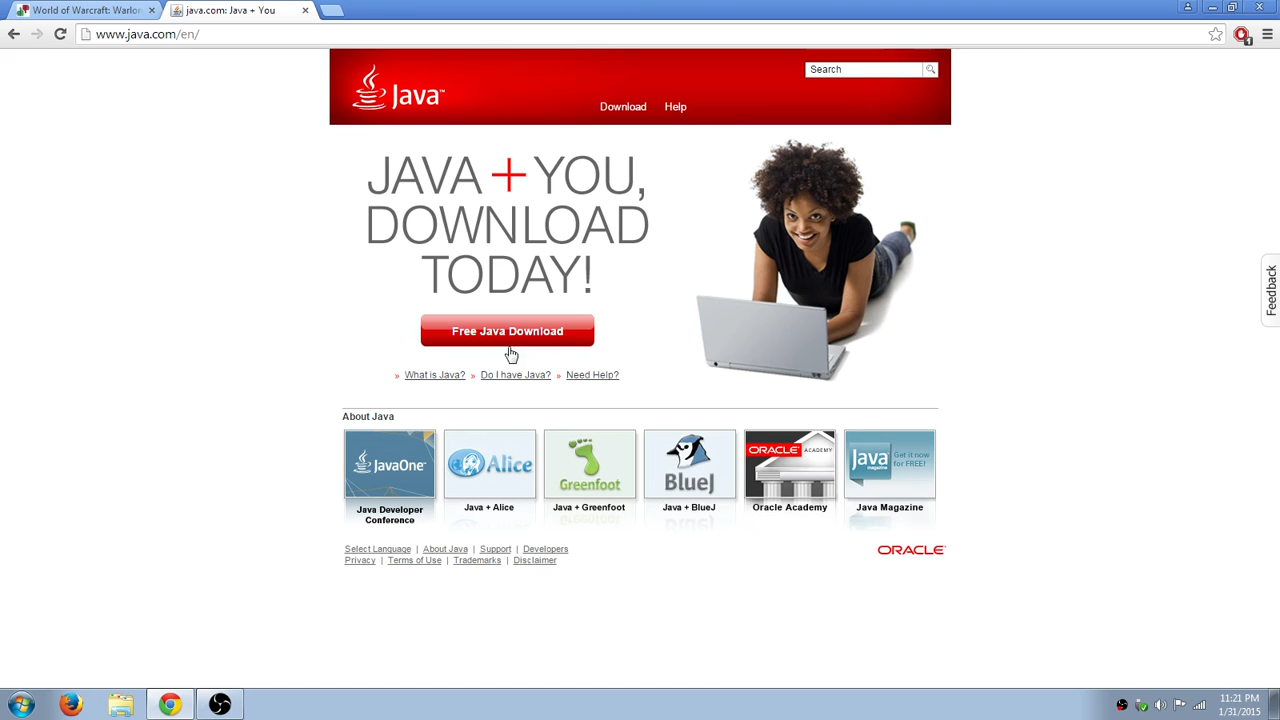 World of Warcraft: Warlor
java.com: Java + You
www.java.com/en/
1
Search
Java™
Download
Help
JAVA + YOU,
DOWNLOAD
TODAY!
Free Java Download
» What is Java? » Do I have Java? » Need Help?
Feedback
About Java
JavaOne™
Alice
Greenfoot
BlueJ
ORACLE ACADEMY
Java magazine
Get it now for FREE!
Java Developer
Conference
Java + Alice
Java + Greenfoot
Java + BlueJ
Oracle Academy
Java Magazine
Select Language | About Java | Support | Developers
Privacy | Terms of Use | Trademarks | Disclaimer
ORACLE
11:21 PM
1/31/2015